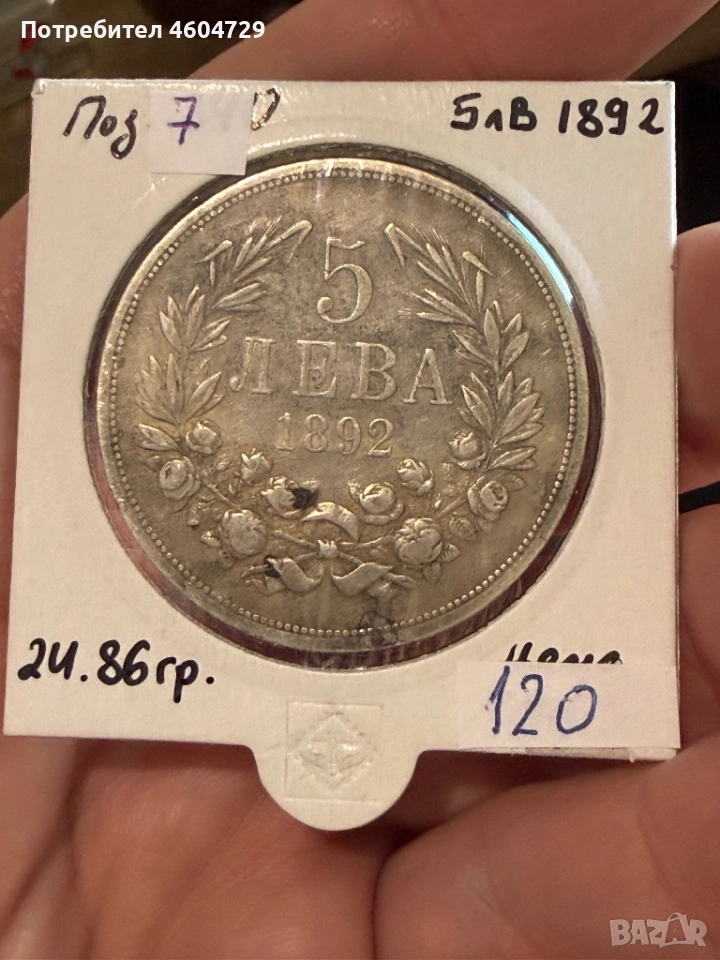 Потребител 4604729
Поз 7
5лв 1892
5
ЛЕВА
1892
24.86гр.
120
BAZAR